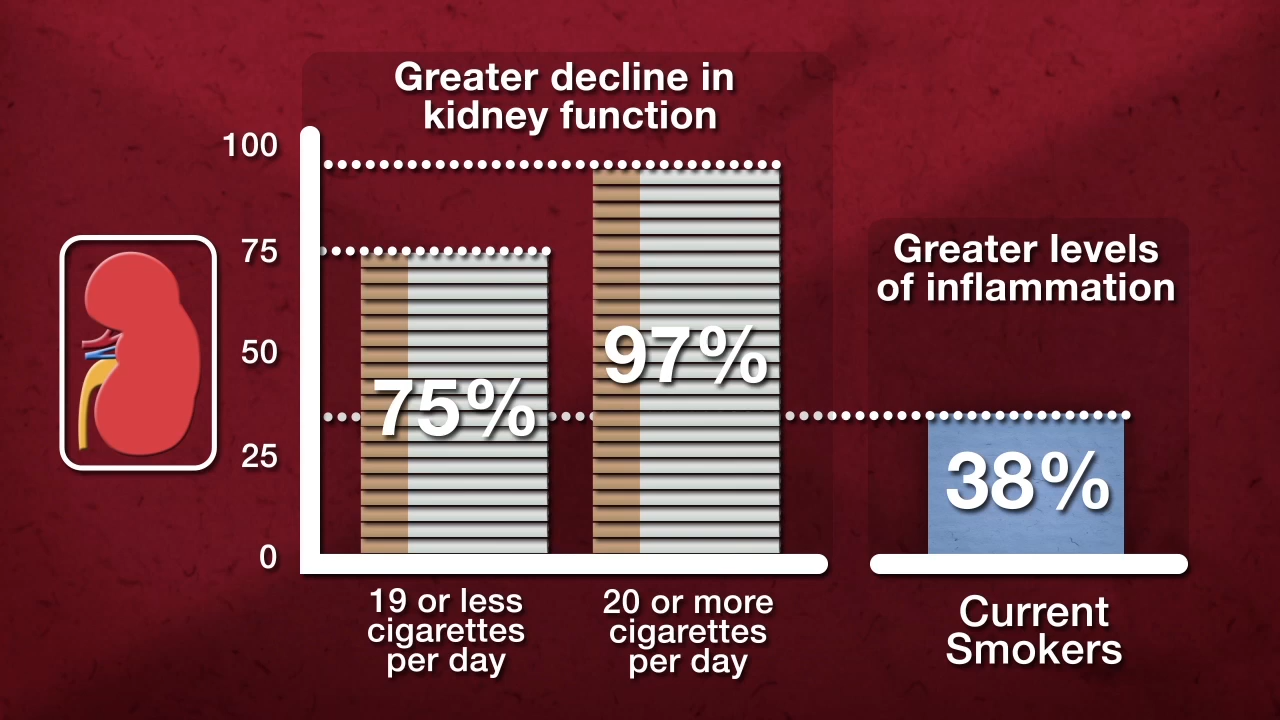 Greater decline in
kidney function
100
75
50
25
0
75%
97%
19 or less
cigarettes
per day
20 or more
cigarettes
per day
Greater levels
of inflammation
38%
Current
Smokers